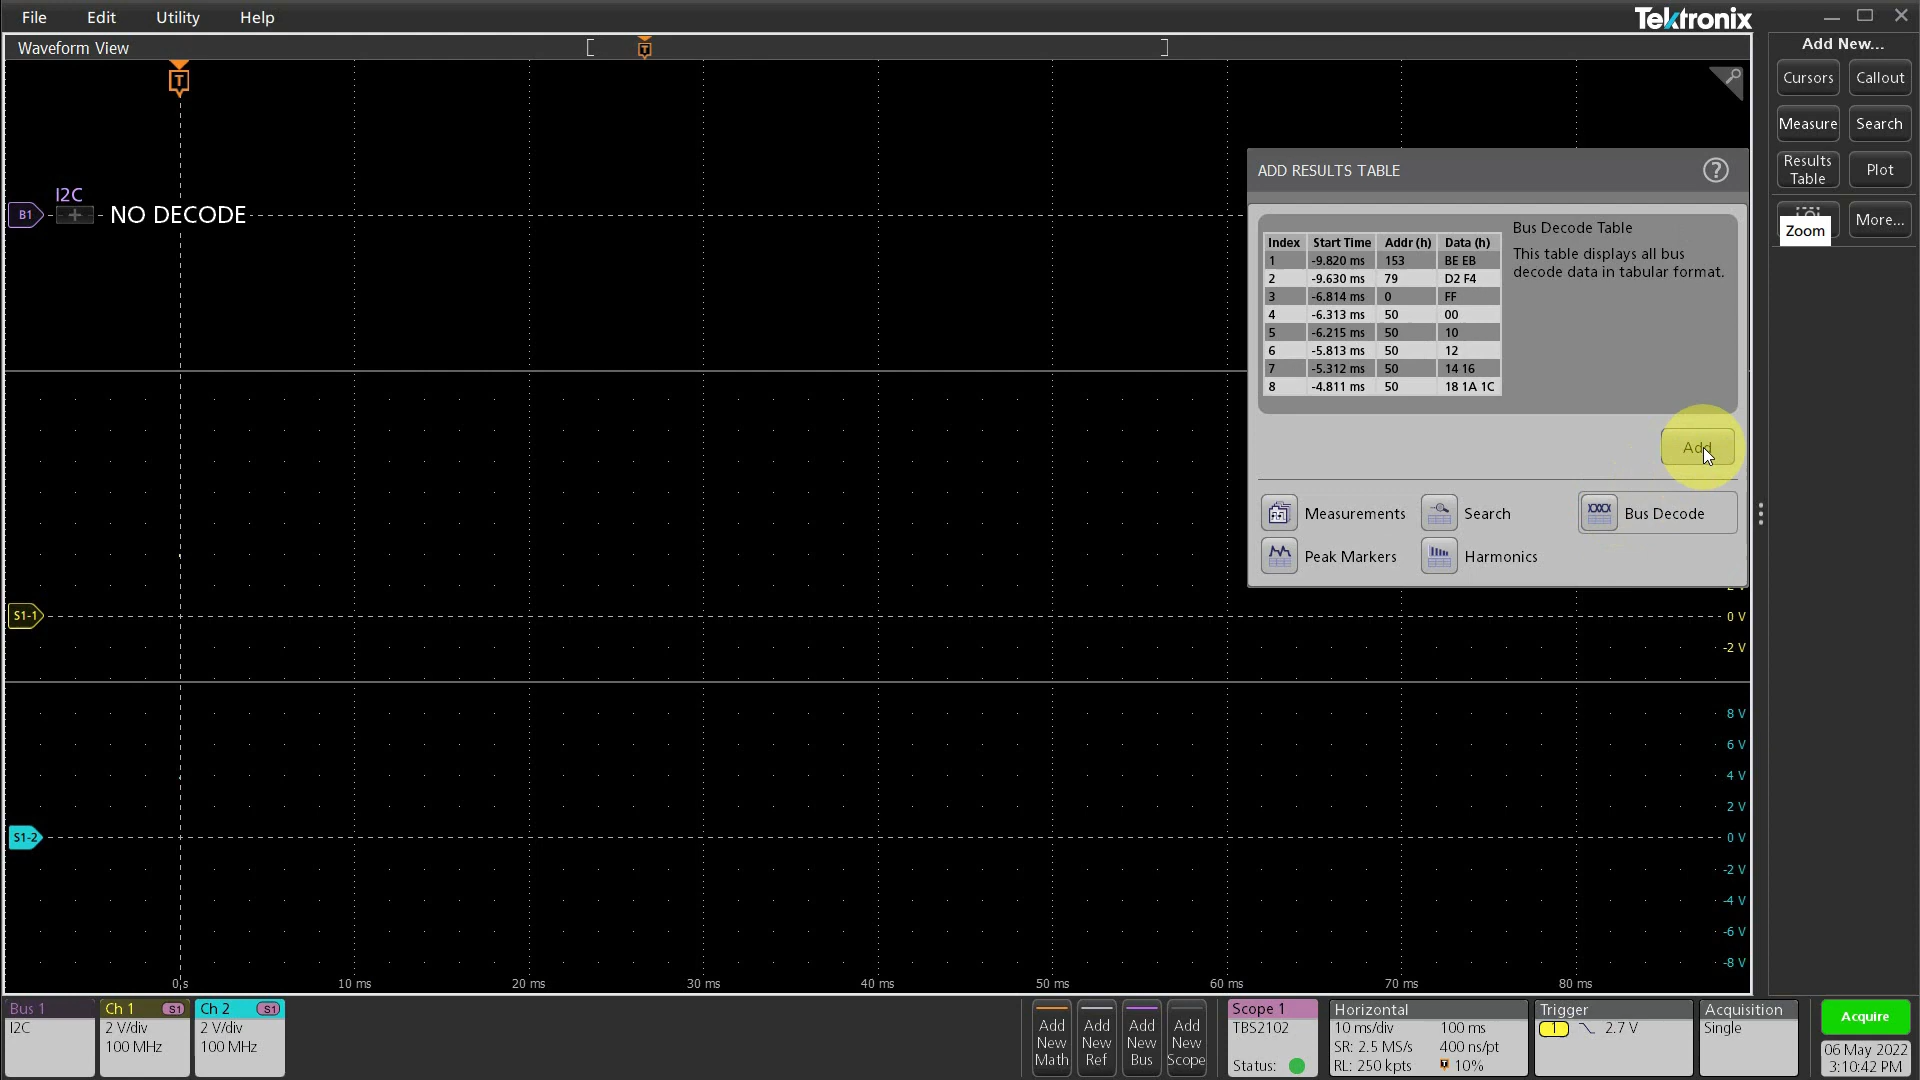 File Edit Utility Help
Tektronix
Waveform View
T
T
Add New...
Cursors Callout
Measure Search
Results Table Plot
Zoom More...
I2C
B1 NO DECODE
ADD RESULTS TABLE ?
Index Start Time Addr (h) Data (h)
1 -9.820 ms 153 BE EB
2 -9.630 ms 79 D2 F4
3 -6.814 ms 0 FF
4 -6.313 ms 50 00
5 -6.215 ms 50 10
6 -5.813 ms 50 12
7 -5.312 ms 50 14 16
8 -4.811 ms 50 18 1A 1C
Bus Decode Table
This table displays all bus
decode data in tabular format.
Add
Measurements Search Bus Decode
Peak Markers Harmonics
S1-1
0 V
-2 V
8 V
6 V
4 V
2 V
S1-2
0 V
-2 V
-4 V
-6 V
-8 V
0 s 10 ms 20 ms 30 ms 40 ms 50 ms 60 ms 70 ms 80 ms
Bus 1
I2C
Ch 1 S1
2 V/div
100 MHz
Ch 2 S1
2 V/div
100 MHz
Add
New
Math
Add
New
Ref
Add
New
Bus
Add
New
Scope
Scope 1
TBS2102
Status:
Horizontal
10 ms/div 100 ms
SR: 2.5 MS/s 400 ns/pt
RL: 250 kpts T 10%
Trigger
1 2.7 V
Acquisition
Single
Acquire
06 May 2022
3:10:42 PM